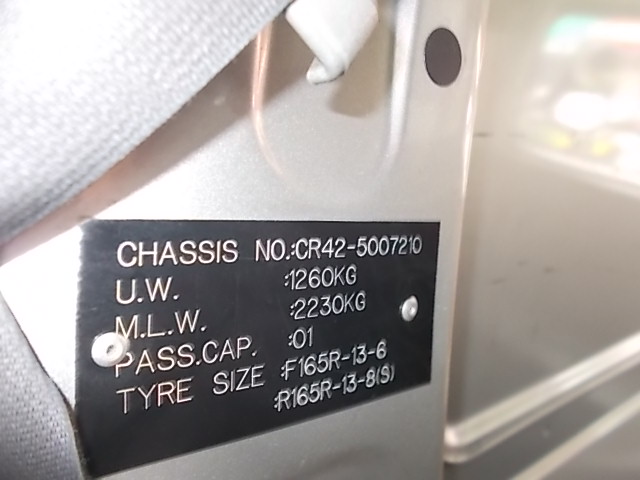 CHASSIS NO.:CR42-5007210
U.W. :1260KG
M.L.W. :2230KG
PASS.CAP. :01
TYRE SIZE :F165R-13-6
:R165R-13-8(S)